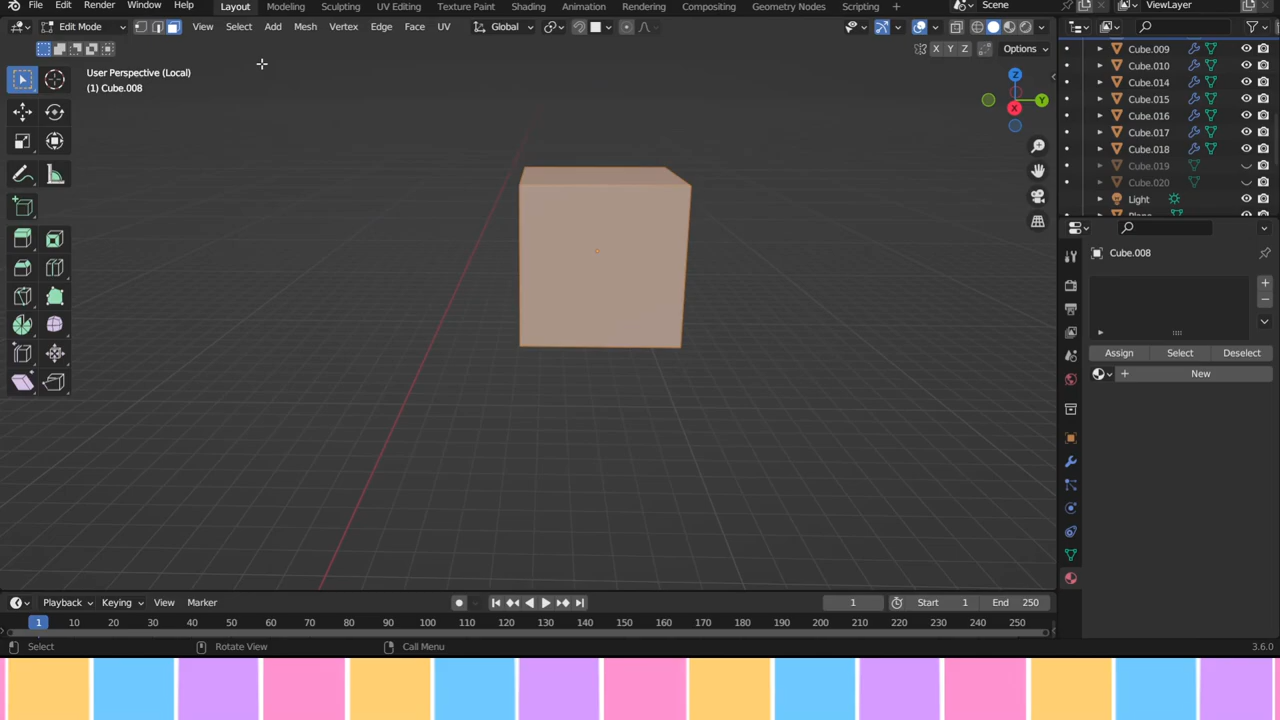 File Edit Render Window Help Layout Modeling Sculpting UV Editing Texture Paint Shading Animation Rendering Compositing Geometry Nodes Scripting + Scene ViewLayer
Edit Mode View Select Add Mesh Vertex Edge Face UV Global
X Y Z Options
User Perspective (Local)
(1) Cube.008
Z
Y
X
Cube.009
Cube.010
Cube.014
Cube.015
Cube.016
Cube.017
Cube.018
Cube.019
Cube.020
Light
Cube.008
Assign Select Deselect
New
Playback Keying View Marker 1 Start 1 End 250
1 10 20 30 40 50 60 70 80 90 100 110 120 130 140 150 160 170 180 190 200 210 220 230 240 250
Select Rotate View Call Menu 3.6.0